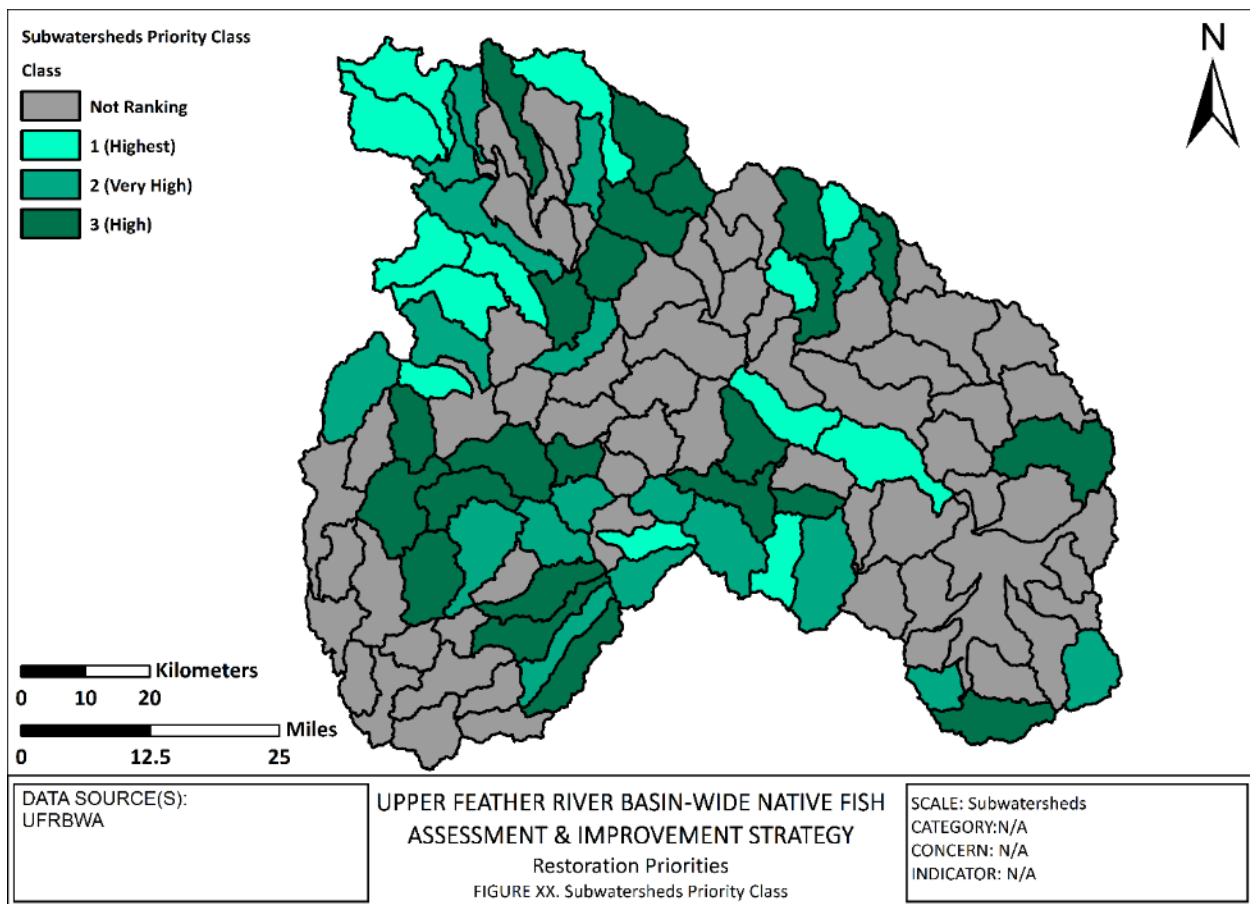 Subwatersheds Priority Class
Class
Not Ranking
1 (Highest)
2 (Very High)
3 (High)
N
Kilometers
0 10 20
Miles
0 12.5 25
DATA SOURCE(S):
UFRBWA
UPPER FEATHER RIVER BASIN-WIDE NATIVE FISH
ASSESSMENT & IMPROVEMENT STRATEGY
Restoration Priorities
FIGURE XX. Subwatersheds Priority Class
SCALE: Subwatersheds
CATEGORY:N/A
CONCERN: N/A
INDICATOR: N/A